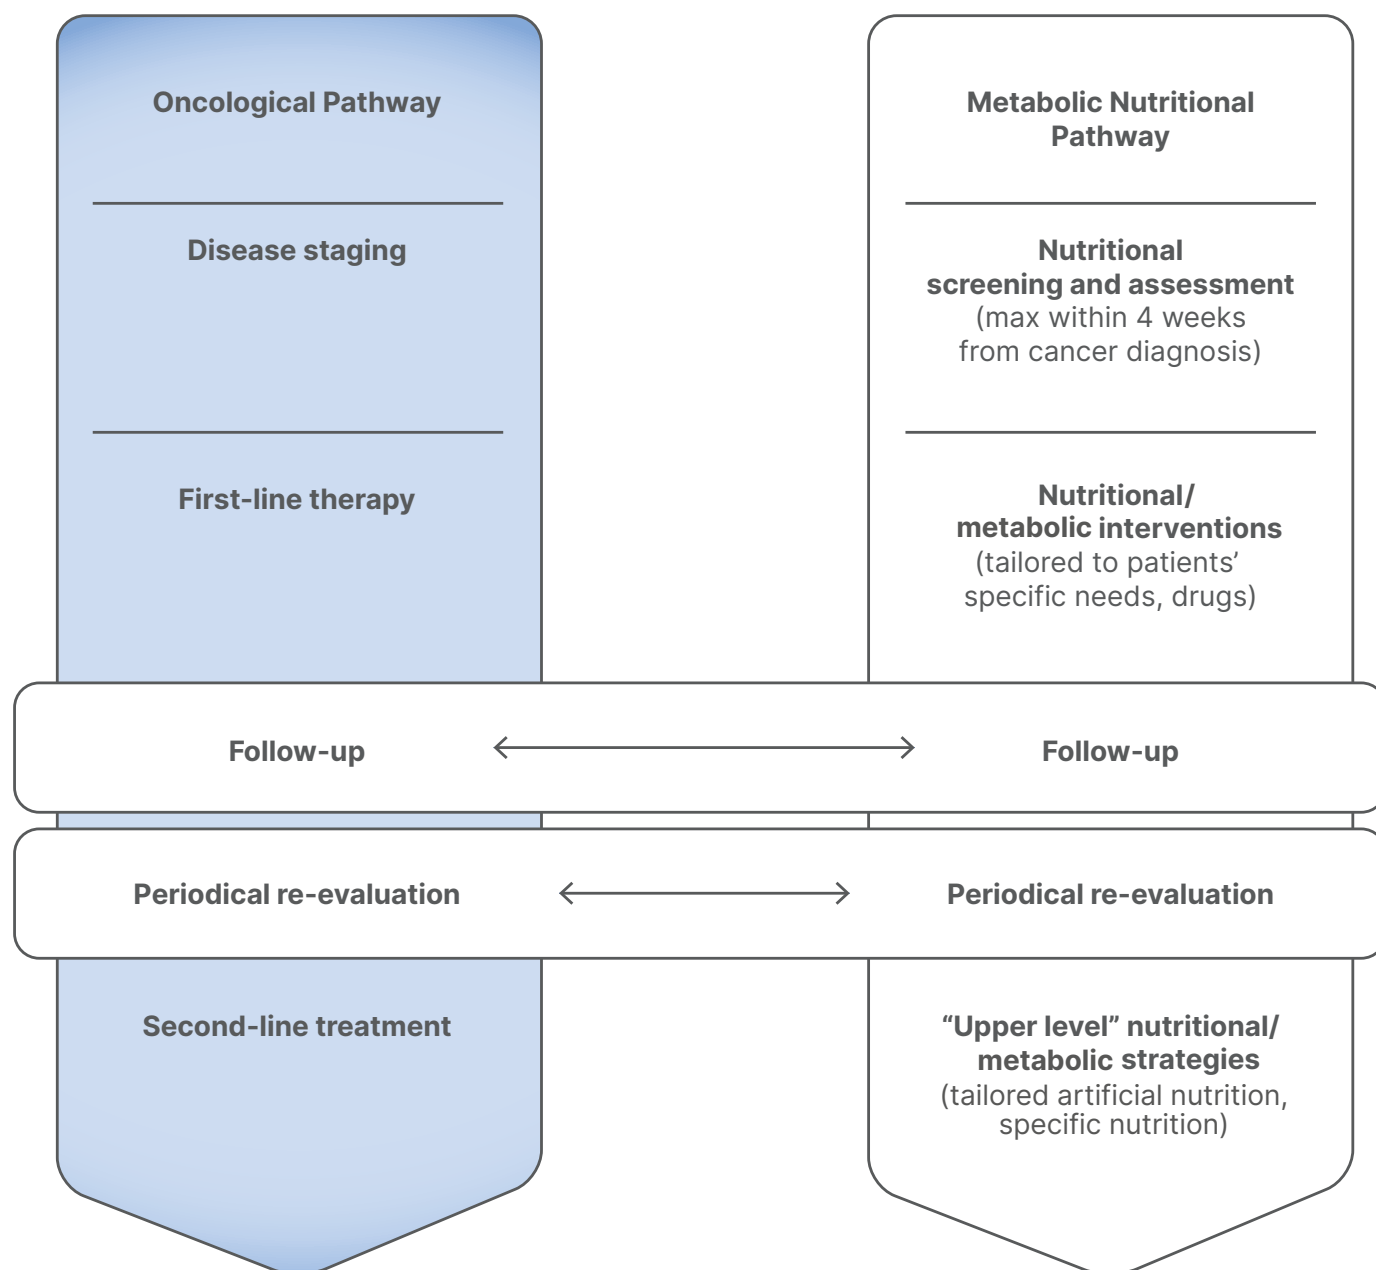 Oncological Pathway
Metabolic Nutritional
Pathway
Disease staging
Nutritional
screening and assessment
(max within 4 weeks
from cancer diagnosis)
First-line therapy
Nutritional/
metabolic interventions
(tailored to patients’
specific needs, drugs)
Follow-up
Follow-up
Periodical re-evaluation
Periodical re-evaluation
Second-line treatment
“Upper level” nutritional/
metabolic strategies
(tailored artificial nutrition,
specific nutrition)